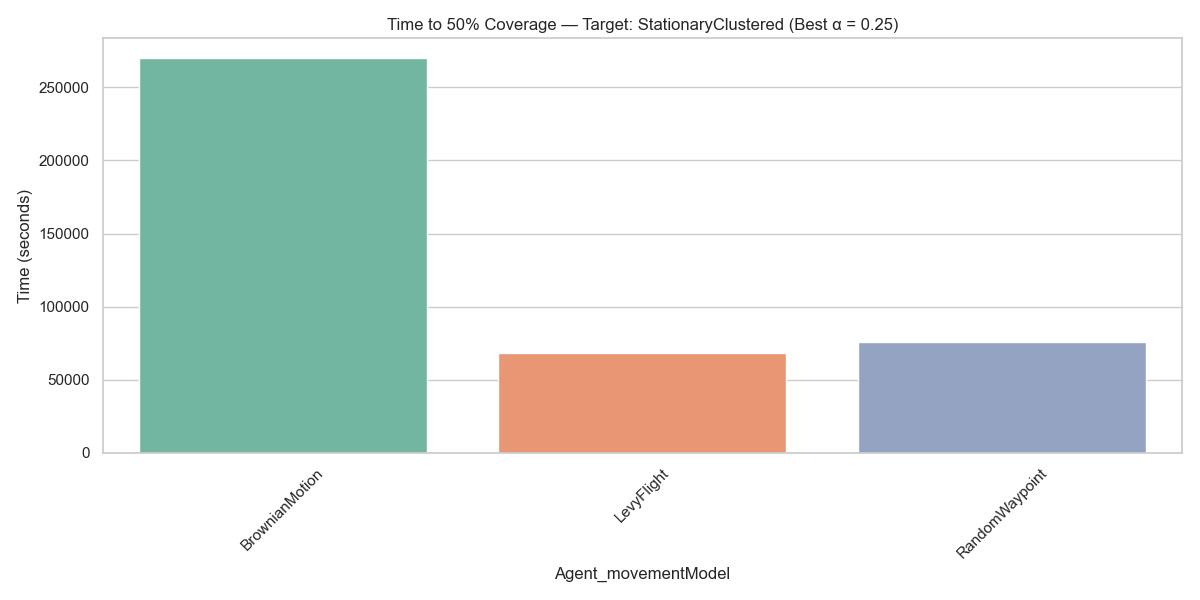 Time to 50% Coverage — Target: StationaryClustered (Best α = 0.25)
250000
200000
150000
100000
50000
0
Time (seconds)
BrownianMotion
LevyFlight
RandomWaypoint
Agent_movementModel